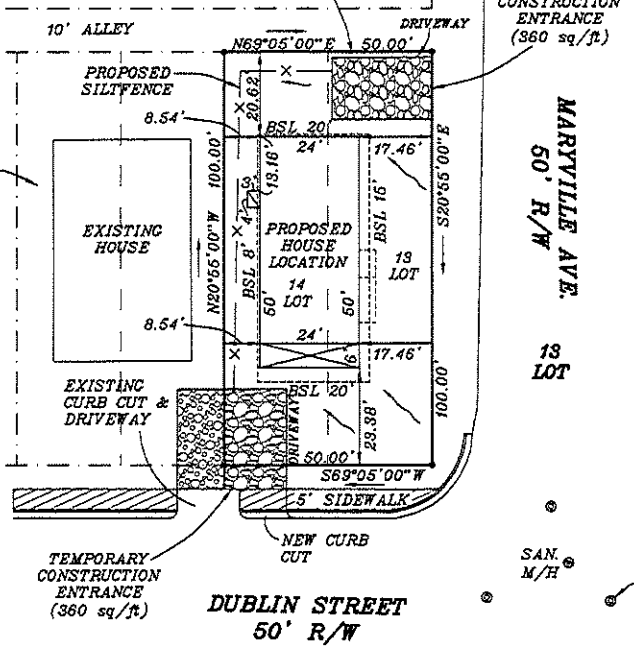 CONSTRUCTION
ENTRANCE
(360 sq/ft)
DRIVEWAY
10' ALLEY
N69°05'00"E 50.00'
PROPOSED
SILTFENCE
20.62
8.54'
BSL 20'
24'
17.46'
100.00'
N20°55'00"W
3'
4'
13.16'
BSL 8'
BSL 15'
S20°55'00"E
100.00'
MARYVILLE AVE.
50' R/W
EXISTING
HOUSE
PROPOSED
HOUSE
LOCATION
14
LOT
50'
50'
13
LOT
13
LOT
8.54'
24'
6'
17.46'
BSL 20'
23.38'
EXISTING
CURB CUT &
DRIVEWAY
DRIVEWAY
50.00'
S69°05'00"W
5' SIDEWALK
NEW CURB
CUT
TEMPORARY
CONSTRUCTION
ENTRANCE
(360 sq/ft)
SAN.
M/H
DUBLIN STREET
50' R/W